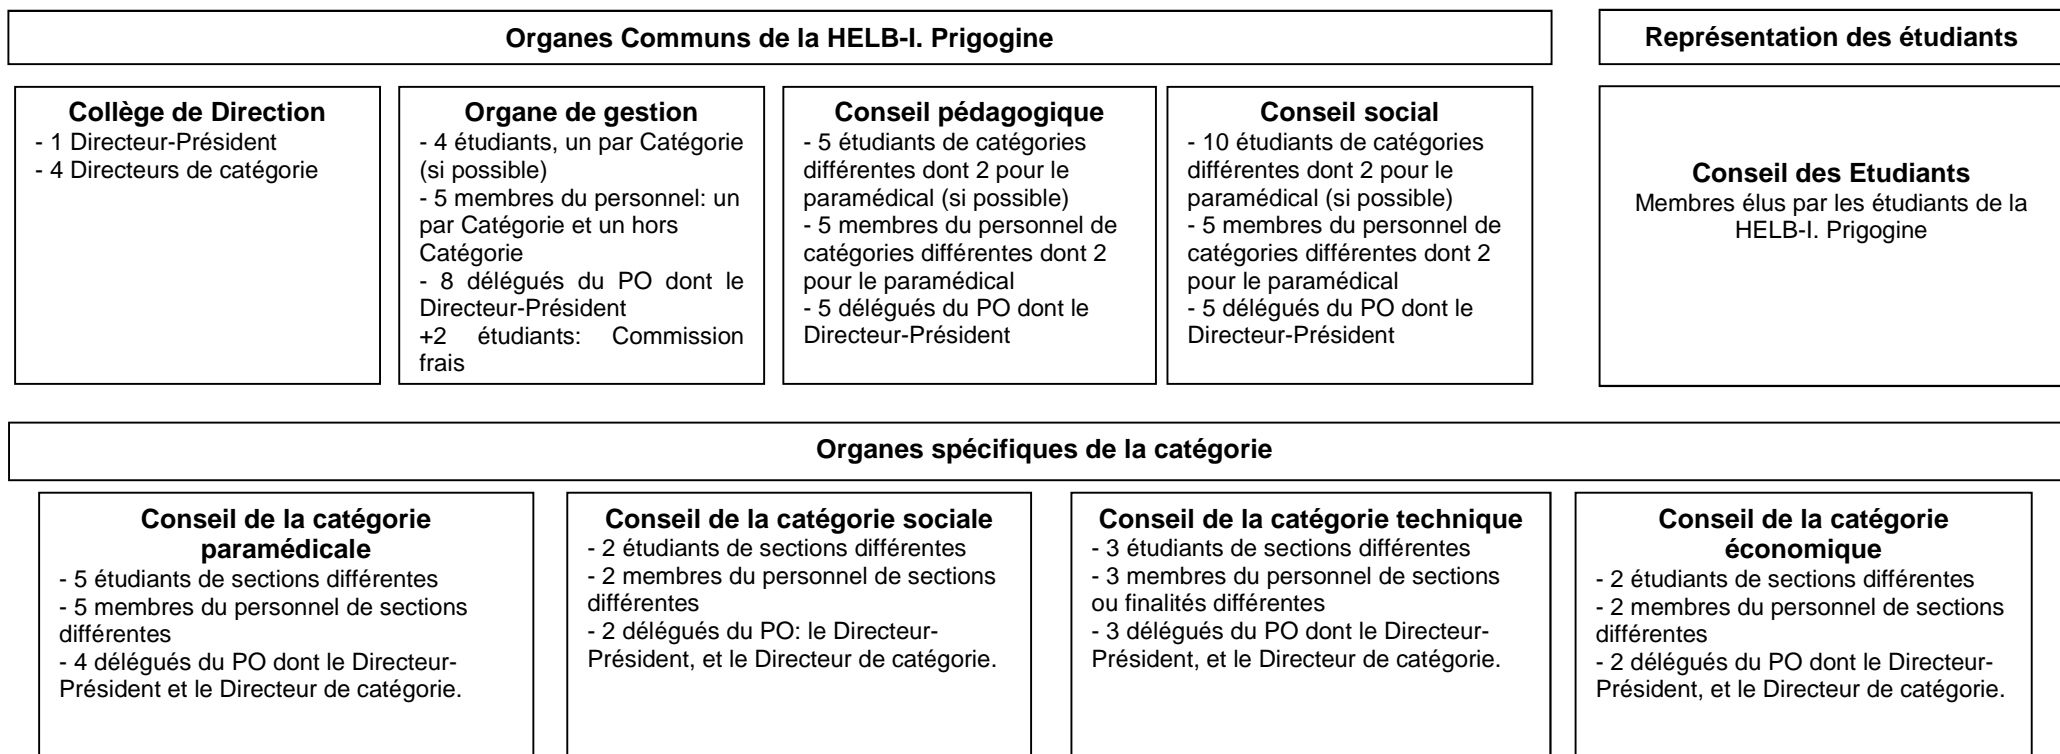 Organes Communs de la HELB-I. Prigogine
Représentation des étudiants
Collège de Direction
- 1 Directeur-Président
- 4 Directeurs de catégorie
Organe de gestion
- 4 étudiants, un par Catégorie
(si possible)
- 5 membres du personnel: un
par Catégorie et un hors
Catégorie
- 8 délégués du PO dont le
Directeur-Président
+2 étudiants: Commission
frais
Conseil pédagogique
- 5 étudiants de catégories
différentes dont 2 pour le
paramédical (si possible)
- 5 membres du personnel de
catégories différentes dont 2
pour le paramédical
- 5 délégués du PO dont le
Directeur-Président
Conseil social
- 10 étudiants de catégories
différentes dont 2 pour le
paramédical (si possible)
- 5 membres du personnel de
catégories différentes dont 2
pour le paramédical
- 5 délégués du PO dont le
Directeur-Président
Conseil des Etudiants
Membres élus par les étudiants de la
HELB-I. Prigogine
Organes spécifiques de la catégorie
Conseil de la catégorie
paramédicale
- 5 étudiants de sections différentes
- 5 membres du personnel de sections
différentes
- 4 délégués du PO dont le Directeur-
Président et le Directeur de catégorie.
Conseil de la catégorie sociale
- 2 étudiants de sections différentes
- 2 membres du personnel de sections
différentes
- 2 délégués du PO: le Directeur-
Président, et le Directeur de catégorie.
Conseil de la catégorie technique
- 3 étudiants de sections différentes
- 3 membres du personnel de sections
ou finalités différentes
- 3 délégués du PO dont le Directeur-
Président, et le Directeur de catégorie.
Conseil de la catégorie
économique
- 2 étudiants de sections différentes
- 2 membres du personnel de sections
différentes
- 2 délégués du PO dont le Directeur-
Président, et le Directeur de catégorie.